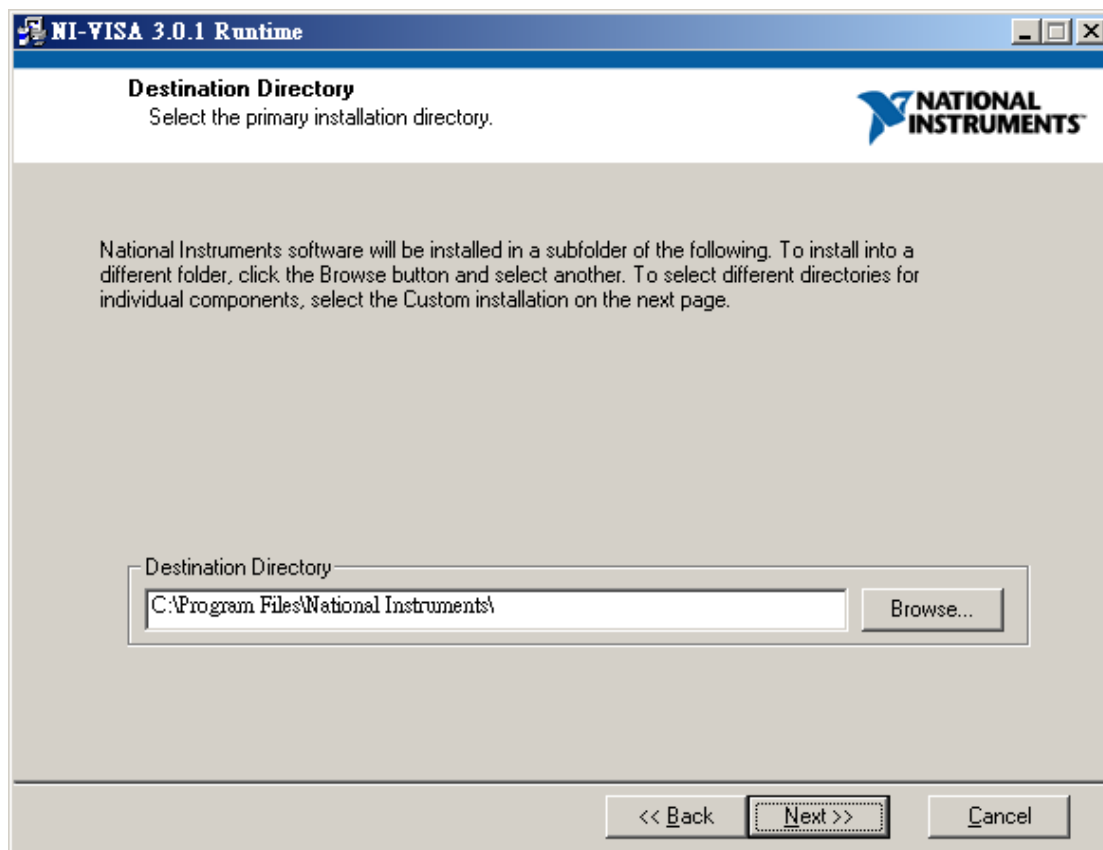 NI-VISA 3.0.1 Runtime
Destination Directory
Select the primary installation directory.
NATIONAL
INSTRUMENTS™
National Instruments software will be installed in a subfolder of the following. To install into a
different folder, click the Browse button and select another. To select different directories for
individual components, select the Custom installation on the next page.
Destination Directory
C:\Program Files\National Instruments\
Browse...
<< Back
Next >>
Cancel